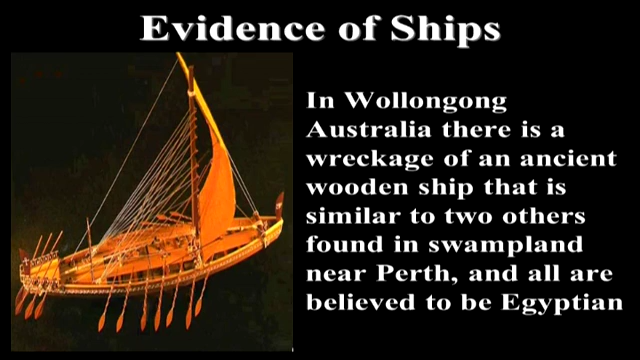 Evidence of Ships
In Wollongong
Australia there is a
wreckage of an ancient
wooden ship that is
similar to two others
found in swampland
near Perth, and all are
believed to be Egyptian